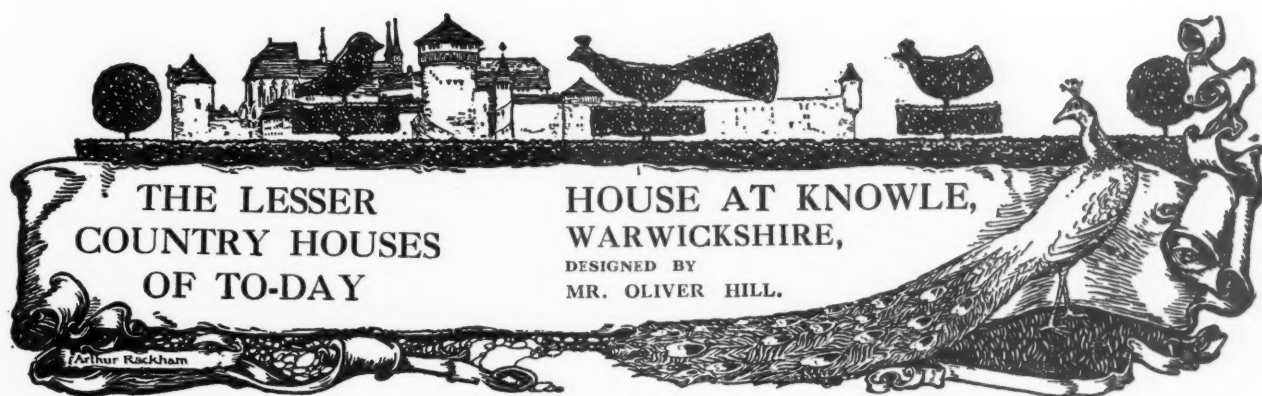 THE LESSER
COUNTRY HOUSES
OF TO-DAY
HOUSE AT KNOWLE,
WARWICKSHIRE,
DESIGNED BY
MR. OLIVER HILL.
Arthur Rackham